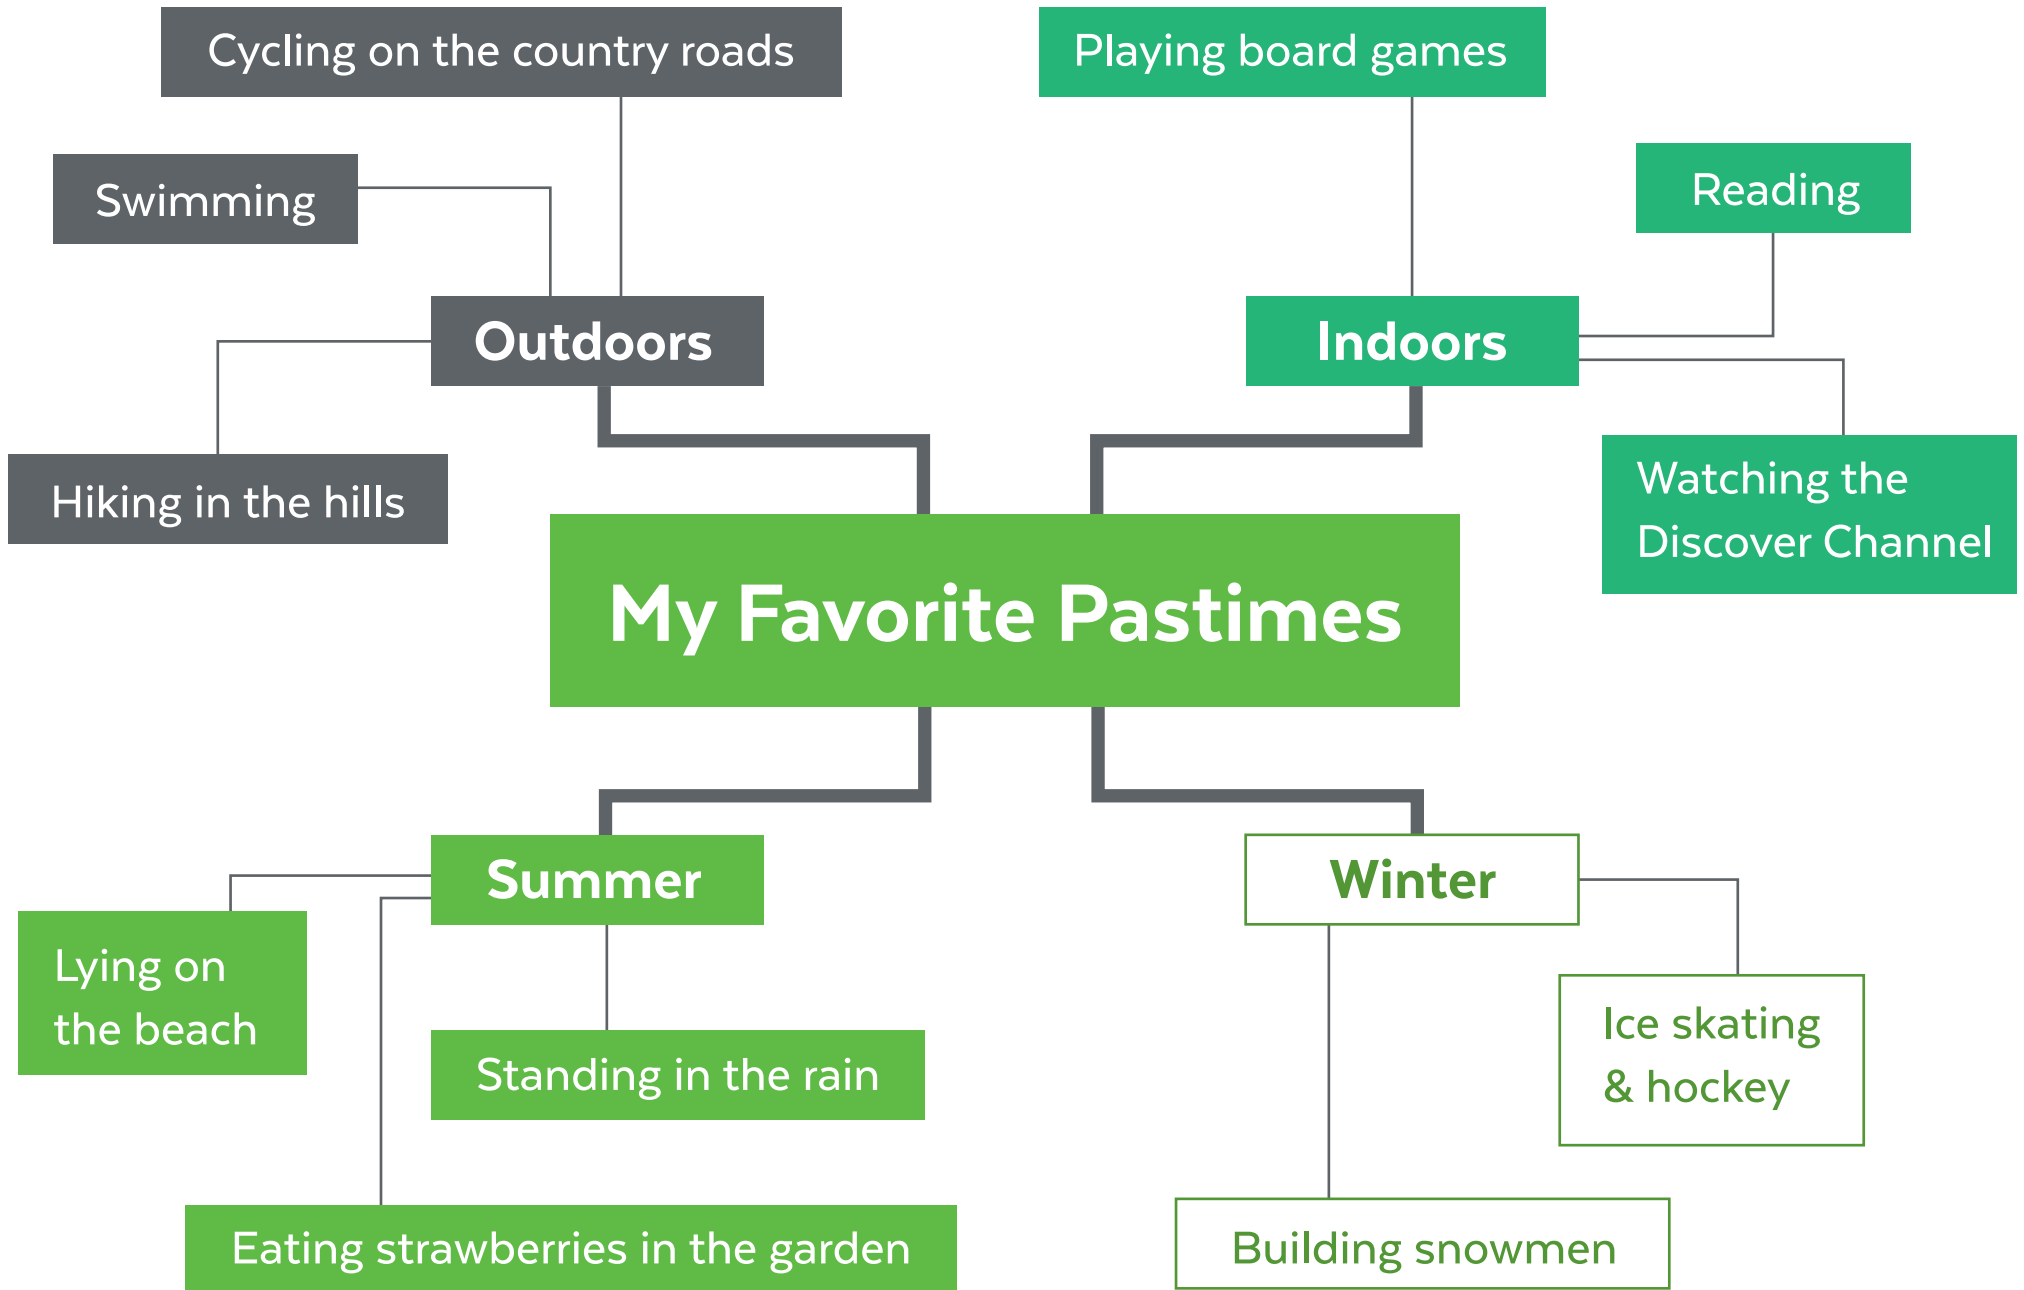 Cycling on the country roads
Playing board games
Swimming
Reading
Outdoors
Indoors
Hiking in the hills
Watching the
Discover Channel
My Favorite Pastimes
Summer
Winter
Lying on
the beach
Standing in the rain
Ice skating
& hockey
Eating strawberries in the garden
Building snowmen